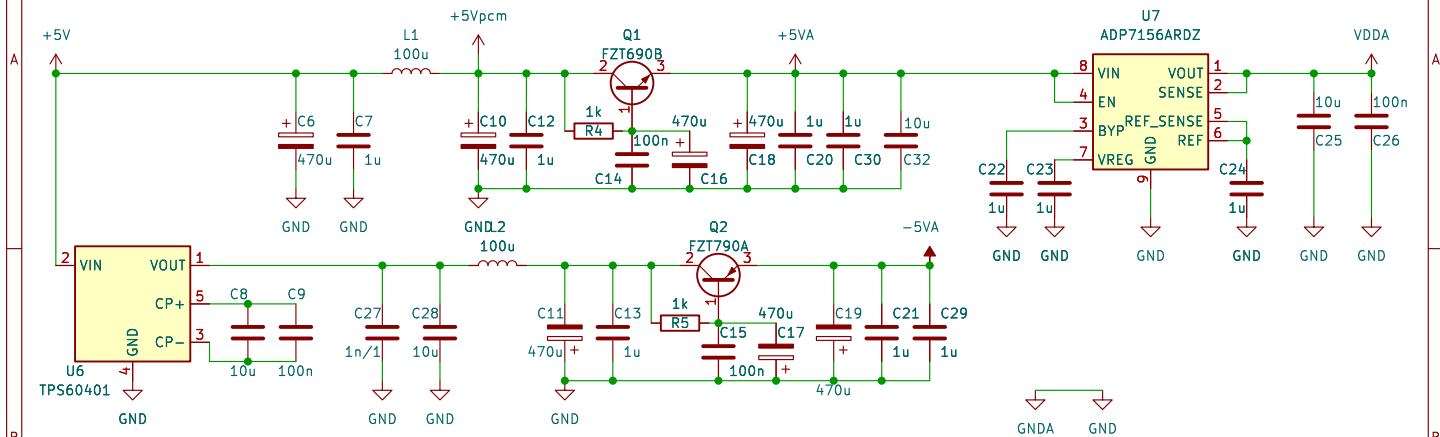 A
A
+5V
L1
100u
+5Vpcm
Q1
FZT690B
2
3
1
+5VA
U7
ADP7156ARDZ
VDDA
8
VIN
VOUT
1
SENSE
2
4
EN
3
BYP
REF_SENSE
5
REF
6
7
VREG
GND
9
C6
470u
GND
C7
1u
GND
C10
470u
GND
C12
1u
1k
R4
100n
C14
470u
C16
470u
C18
1u
C20
1u
C30
10u
C32
C22
1u
GND
C23
1u
GND
GND
C24
1u
GND
10u
C25
GND
100n
C26
GND
2
VIN
VOUT
1
CP+
5
CP-
3
GND
4
U6
TPS60401
GND
C8
10u
C9
100n
C27
1n/1
GND
C28
10u
GND
L2
100u
C11
470u
GND
C13
1u
Q2
FZT790A
2
3
1
1k
R5
C15
100n
470u
C17
C19
470u
C21
1u
−5VA
C29
1u
GNDA
GND